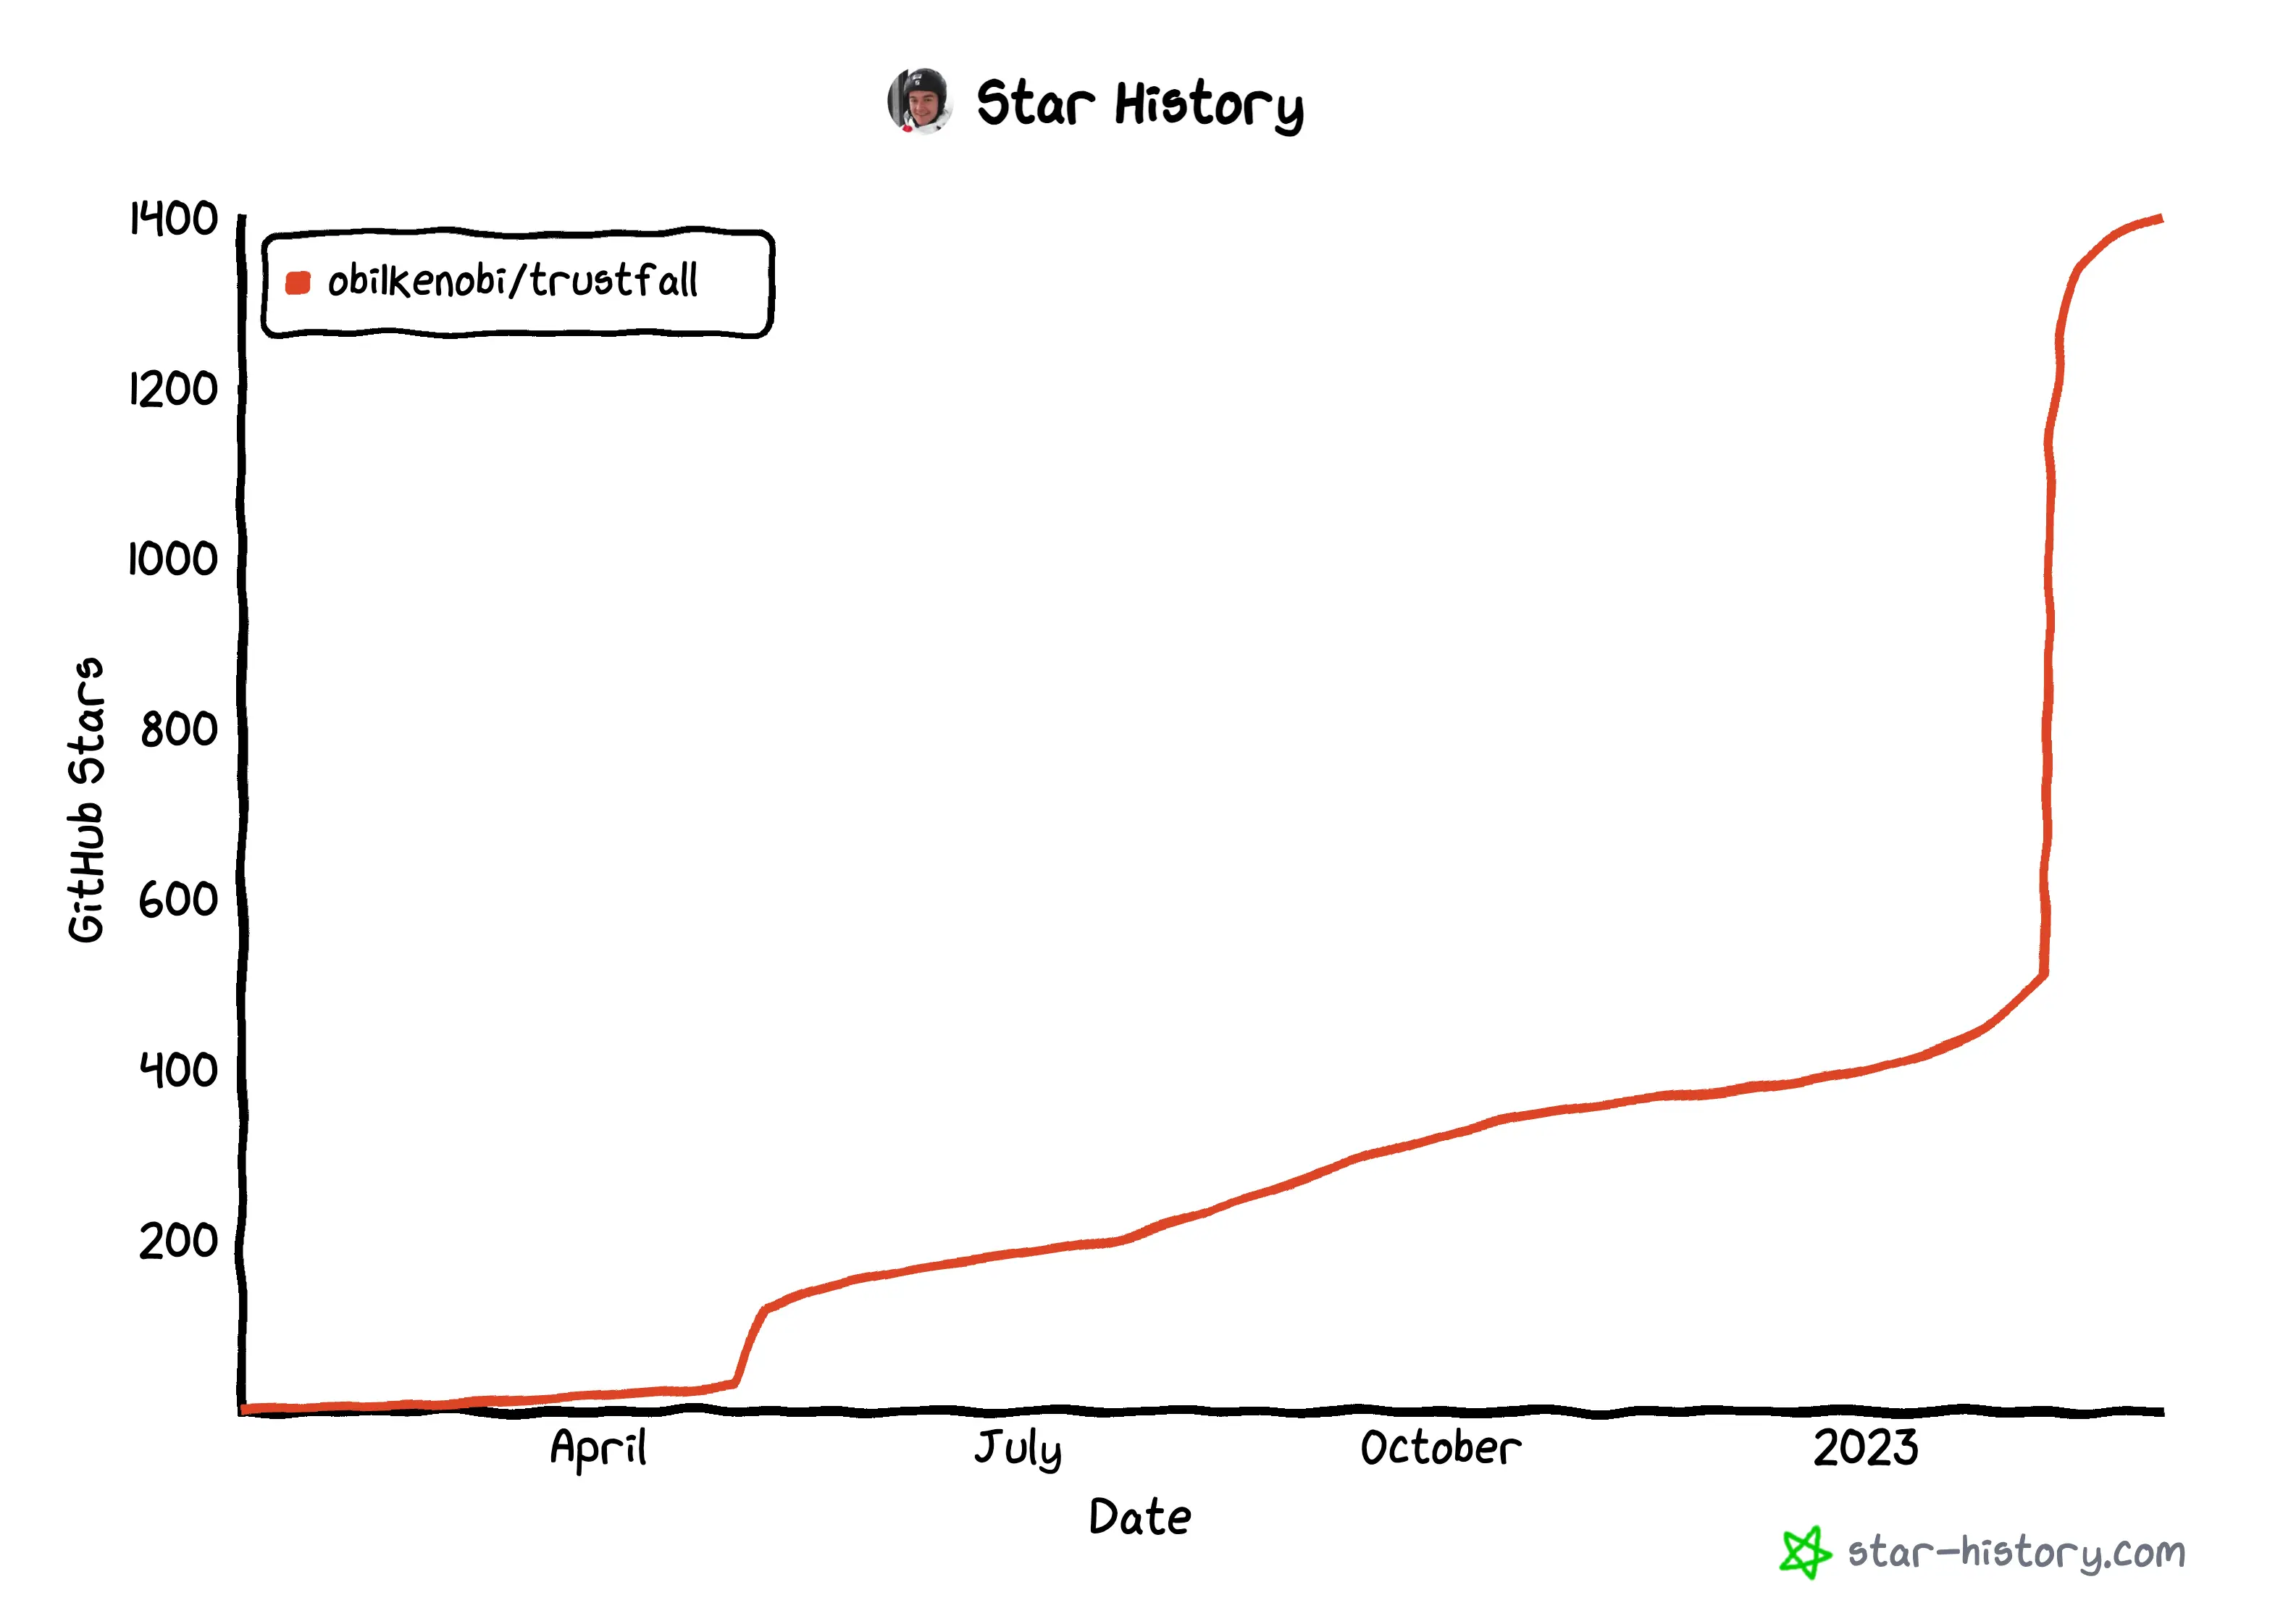 Star History
1400
obi1kenobi/trustfall
1200
1000
800
600
400
200
GitHub Stars
April
July
October
2023
Date
star-history.com